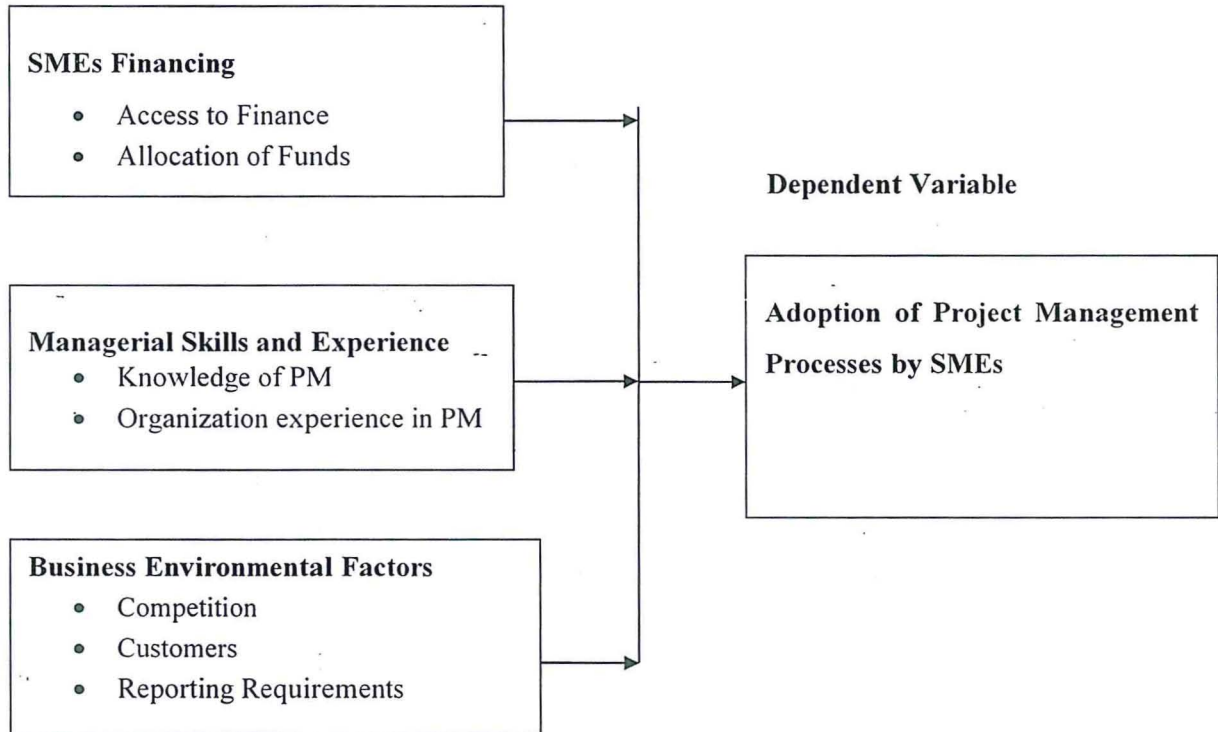 SMEs Financing
Access to Finance
Allocation of Funds
Managerial Skills and Experience
Knowledge of PM
Organization experience in PM
Business Environmental Factors
Competition
Customers
Reporting Requirements
Dependent Variable
Adoption of Project Management
Processes by SMEs